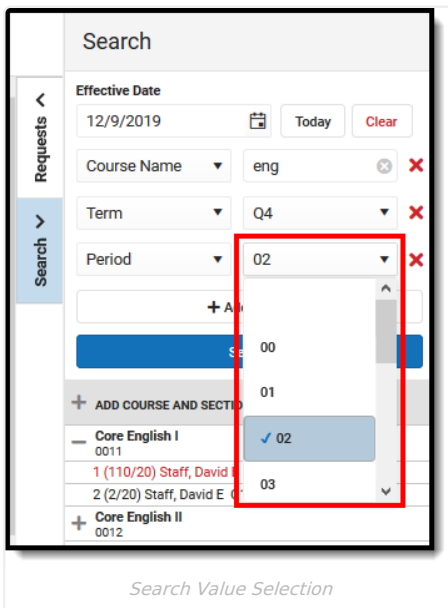 Search
Requests
Search
Effective Date
12/9/2019 Today Clear
Course Name eng
Term Q4
Period 02
00
01
✓ 02
03
ADD COURSE AND
Core English I
0011
1 (110/20) Staff, David
2 (2/20) Staff, David E
Core English II
0012
Search Value Selection